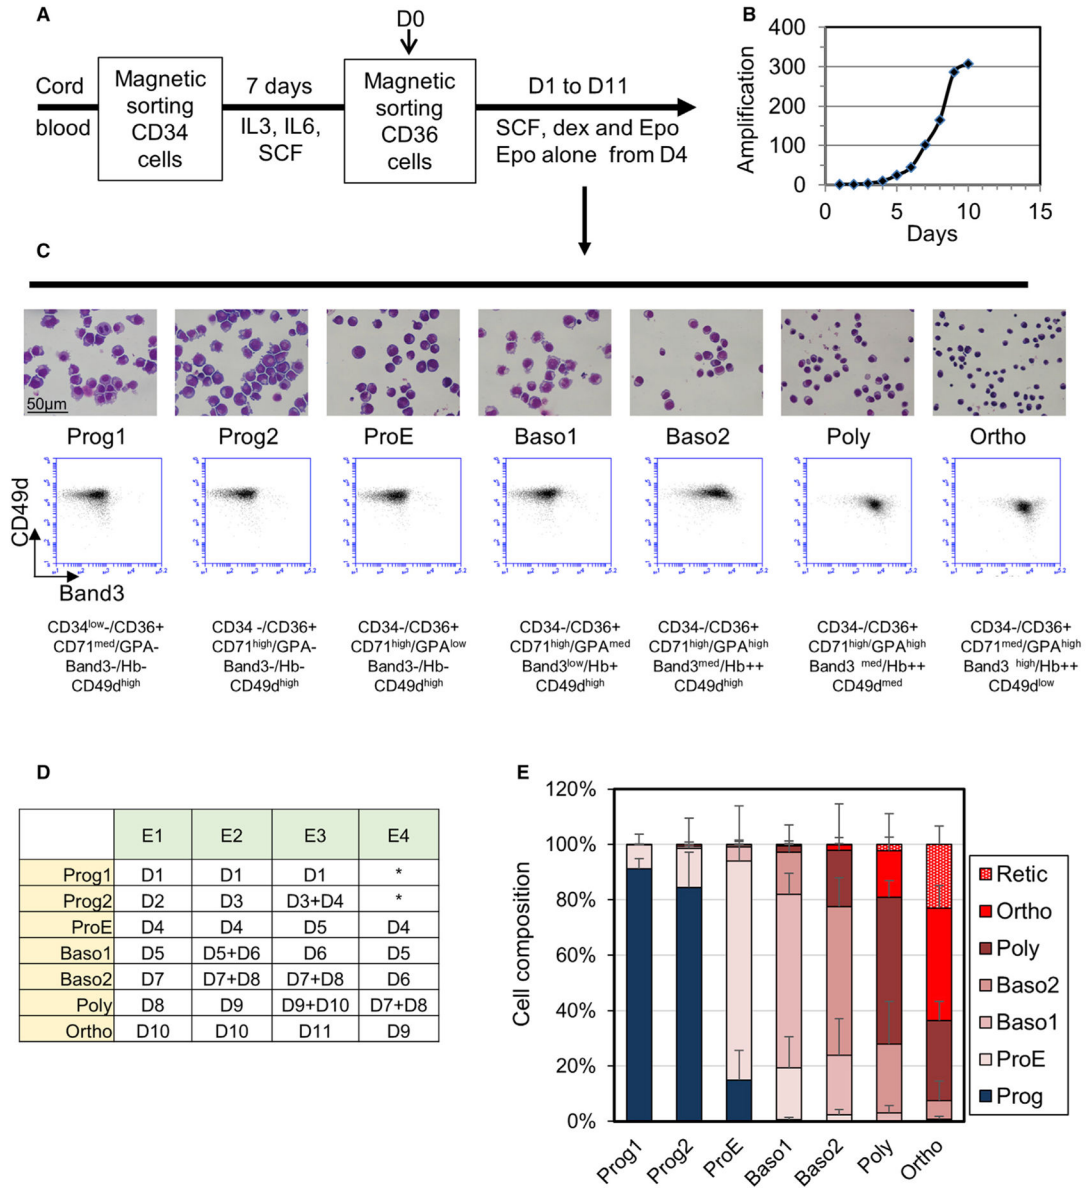 A
D0
Cord
blood
Magnetic
sorting
CD34
cells
7 days
IL3, IL6,
SCF
Magnetic
sorting
CD36
cells
D1 to D11
SCF, dex and Epo
Epo alone from D4
B
Amplification
400
300
200
100
0
0 5 10 15
Days
C
50µm
Prog1 Prog2 ProE Baso1 Baso2 Poly Ortho
CD49d
Band3
CD34low-/CD36+
CD71med/GPA-
Band3-/Hb-
CD49dhigh
CD34 -/CD36+
CD71high/GPA-
Band3-/Hb-
CD49dhigh
CD34-/CD36+
CD71high/GPAlow
Band3-/Hb-
CD49dhigh
CD34-/CD36+
CD71high/GPAmed
Band3low/Hb+
CD49dhigh
CD34-/CD36+
CD71high/GPAhigh
Band3med/Hb++
CD49dhigh
CD34-/CD36+
CD71high/GPAhigh
Band3 med/Hb++
CD49dmed
CD34-/CD36+
CD71med/GPAhigh
Band3 high/Hb++
CD49dlow
D
E1 E2 E3 E4
Prog1 D1 D1 D1 *
Prog2 D2 D3 D3+D4 *
ProE D4 D4 D5 D4
Baso1 D5 D5+D6 D6 D5
Baso2 D7 D7+D8 D7+D8 D6
Poly D8 D9 D9+D10 D7+D8
Ortho D10 D10 D11 D9
E
Cell composition
120%
100%
80%
60%
40%
20%
0%
Prog1 Prog2 ProE Baso1 Baso2 Poly Ortho
Retic
Ortho
Poly
Baso2
Baso1
ProE
Prog